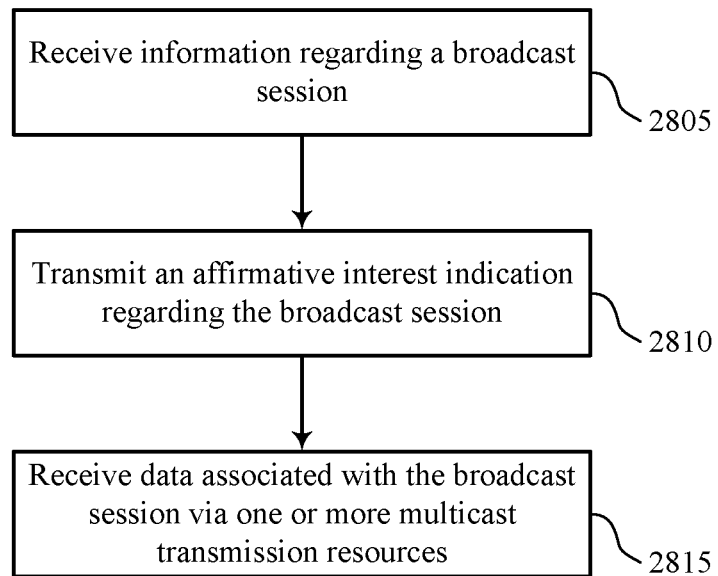 Receive information regarding a broadcast
session
2805
Transmit an affirmative interest indication
regarding the broadcast session
2810
Receive data associated with the broadcast
session via one or more multicast
transmission resources
2815